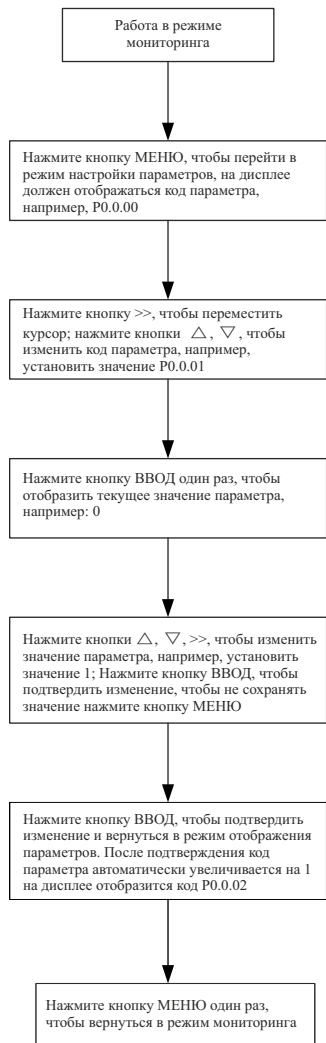 Работа в режиме
мониторинга
Нажмите кнопку МЕНЮ, чтобы перейти в
режим настройки параметров, на дисплее
должен отображаться код параметра,
например, P0.0.00
Нажмите кнопку >>, чтобы переместить
курсор; нажмите кнопки △, ▽, чтобы
изменить код параметра, например,
установить значение P0.0.01
Нажмите кнопку ВВОД один раз, чтобы
отобразить текущее значение параметра,
например: 0
Нажмите кнопки △, ▽, >>, чтобы изменить
значение параметра, например, установить
значение 1; Нажмите кнопку ВВОД, чтобы
подтвердить изменение, чтобы не сохранять
значение нажмите кнопку МЕНЮ
Нажмите кнопку ВВОД, чтобы подтвердить
изменение и вернуться в режим отображения
параметров. После подтверждения код
параметра автоматически увеличивается на 1
на дисплее отобразится код P0.0.02
Нажмите кнопку МЕНЮ один раз,
чтобы вернуться в режим мониторинга